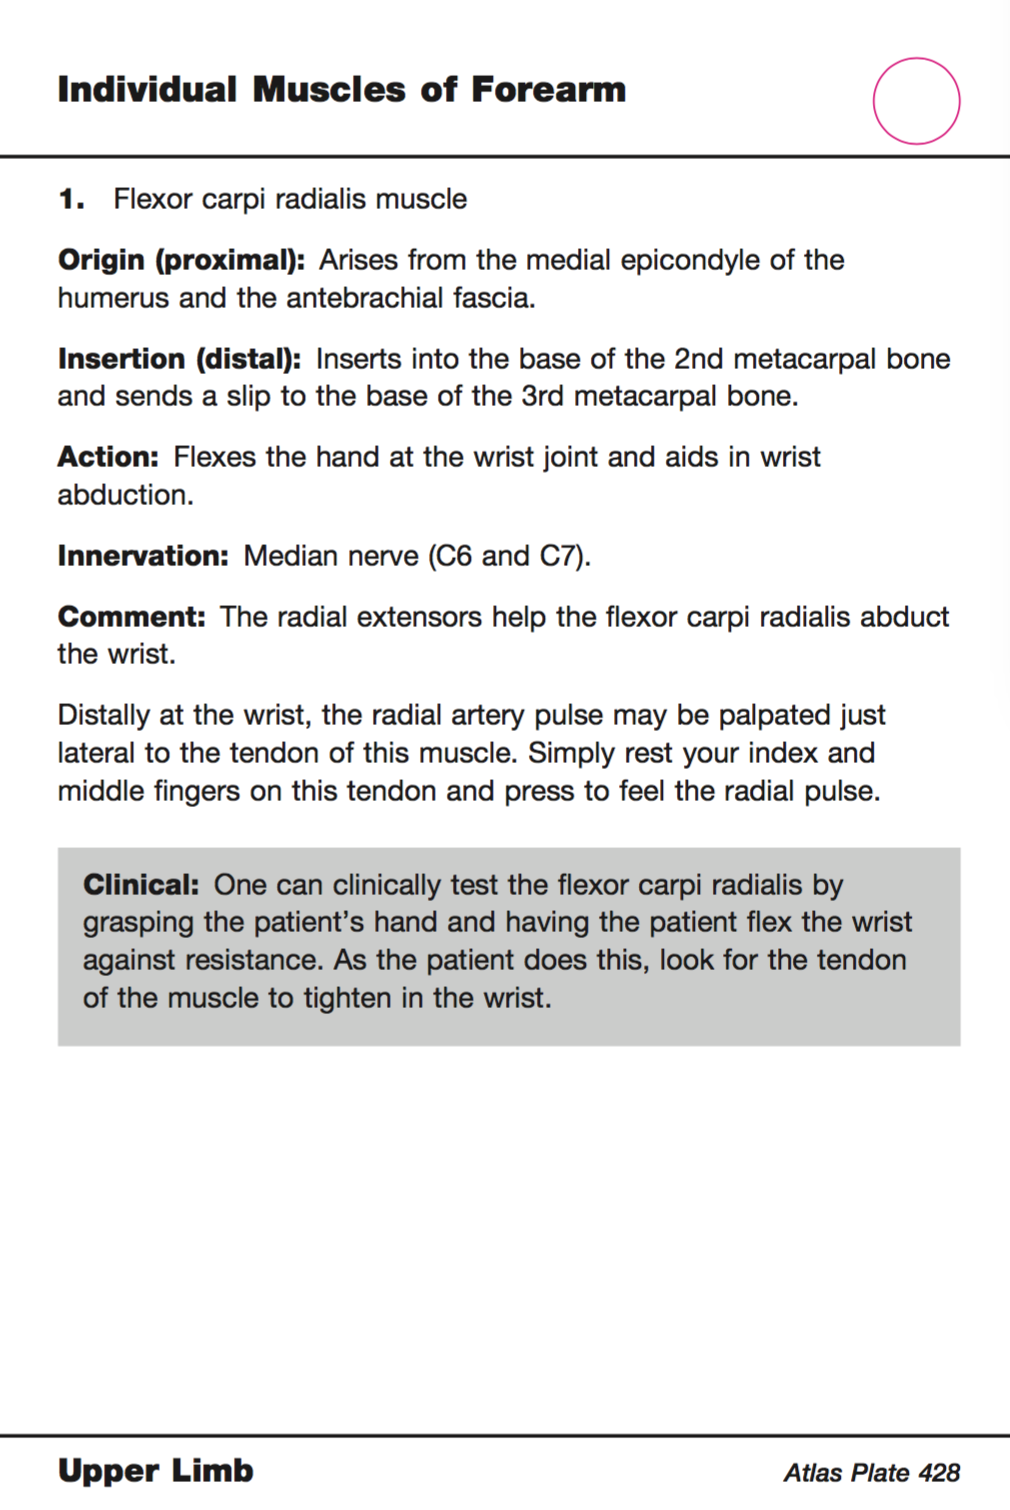 Individual Muscles of Forearm
1. Flexor carpi radialis muscle
Origin (proximal): Arises from the medial epicondyle of the
humerus and the antebrachial fascia.
Insertion (distal): Inserts into the base of the 2nd metacarpal bone
and sends a slip to the base of the 3rd metacarpal bone.
Action: Flexes the hand at the wrist joint and aids in wrist
abduction.
Innervation: Median nerve (C6 and C7).
Comment: The radial extensors help the flexor carpi radialis abduct
the wrist.
Distally at the wrist, the radial artery pulse may be palpated just
lateral to the tendon of this muscle. Simply rest your index and
middle fingers on this tendon and press to feel the radial pulse.
Clinical: One can clinically test the flexor carpi radialis by
grasping the patient’s hand and having the patient flex the wrist
against resistance. As the patient does this, look for the tendon
of the muscle to tighten in the wrist.
Upper Limb
Atlas Plate 428